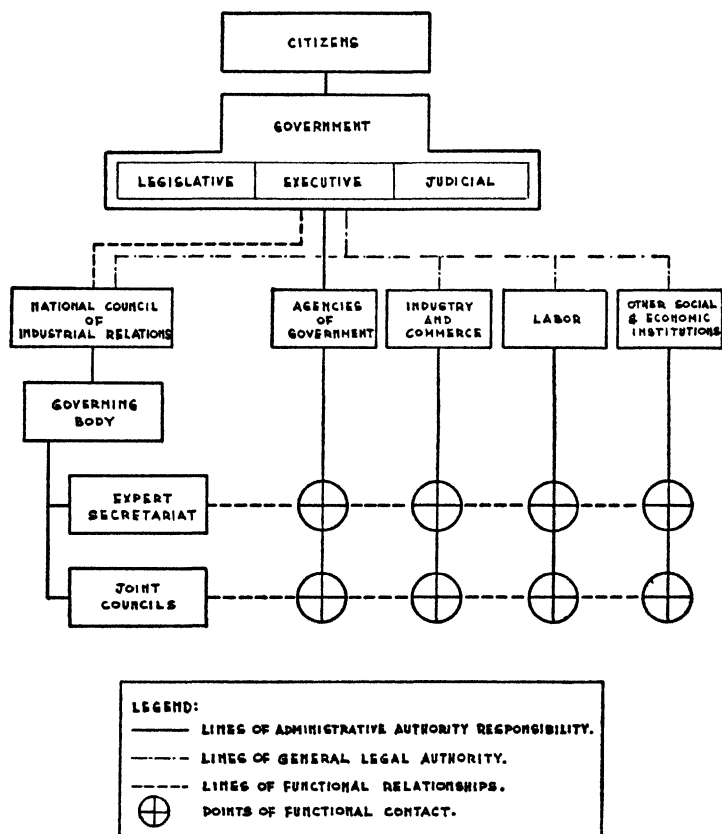 CITIZENS
GOVERNMENT
LEGISLATIVE
EXECUTIVE
JUDICIAL
NATIONAL COUNCIL
OF
INDUSTRIAL RELATIONS
AGENCIES
OF
GOVERNMENT
INDUSTRY
AND
COMMERCE
LABOR
OTHER SOCIAL
& ECONOMIC
INSTITUTIONS
GOVERNING
BODY
EXPERT
SECRETARIAT
JOINT
COUNCILS
LEGEND:
LINES OF ADMINISTRATIVE AUTHORITY RESPONSIBILITY.
LINES OF GENERAL LEGAL AUTHORITY.
LINES OF FUNCTIONAL RELATIONSHIPS.
POINTS OF FUNCTIONAL CONTACT.